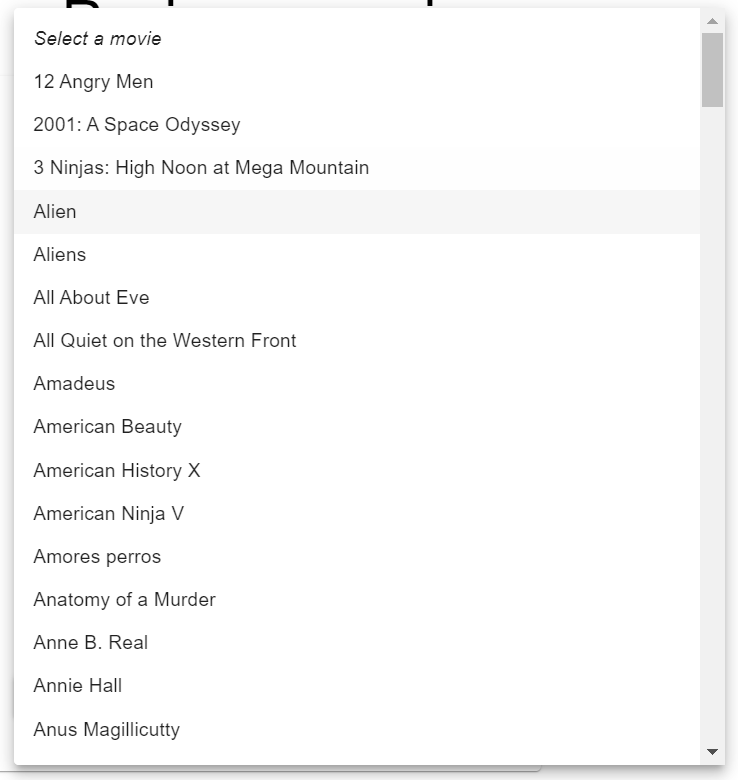 Select a movie
12 Angry Men
2001: A Space Odyssey
3 Ninjas: High Noon at Mega Mountain
Alien
Aliens
All About Eve
All Quiet on the Western Front
Amadeus
American Beauty
American History X
American Ninja V
Amores perros
Anatomy of a Murder
Anne B. Real
Annie Hall
Anus Magillicutty